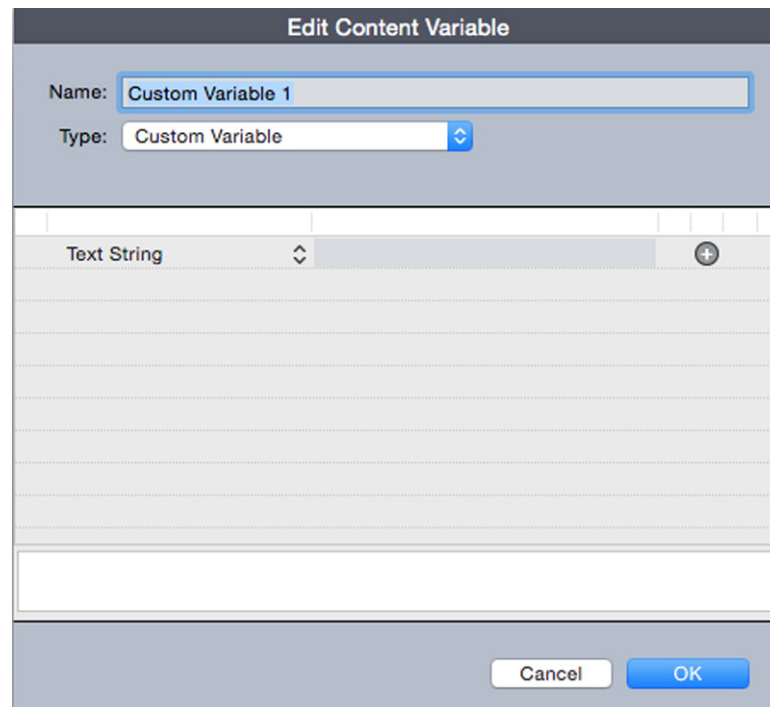 Edit Content Variable
Name: Custom Variable 1
Type: Custom Variable
Text String
Cancel OK